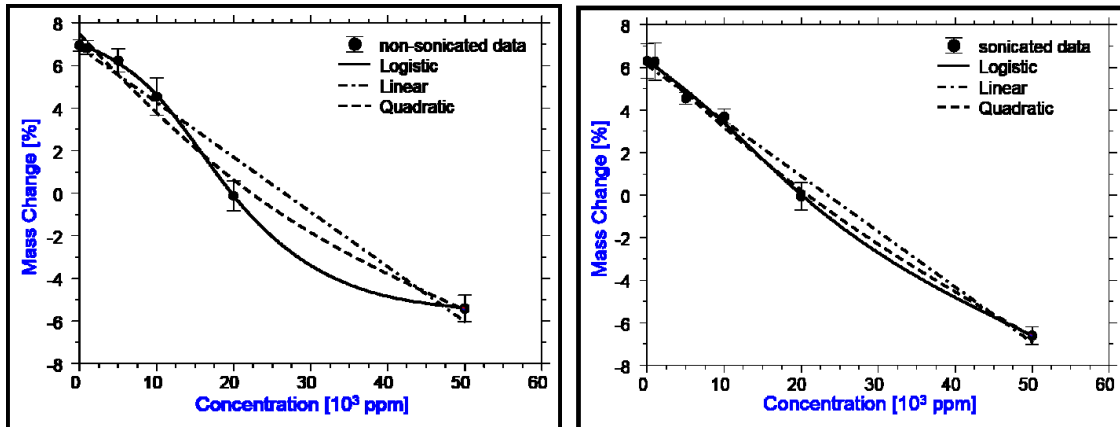 8
6
4
2
0
-2
-4
-6
-8
Mass Change [%]
non-sonicated data
Logistic
Linear
Quadratic
0 10 20 30 40 50 60
Concentration [10³ ppm]
8
6
4
2
0
-2
-4
-6
-8
Mass Change [%]
sonicated data
Logistic
Linear
Quadratic
0 10 20 30 40 50 60
Concentration [10³ ppm]